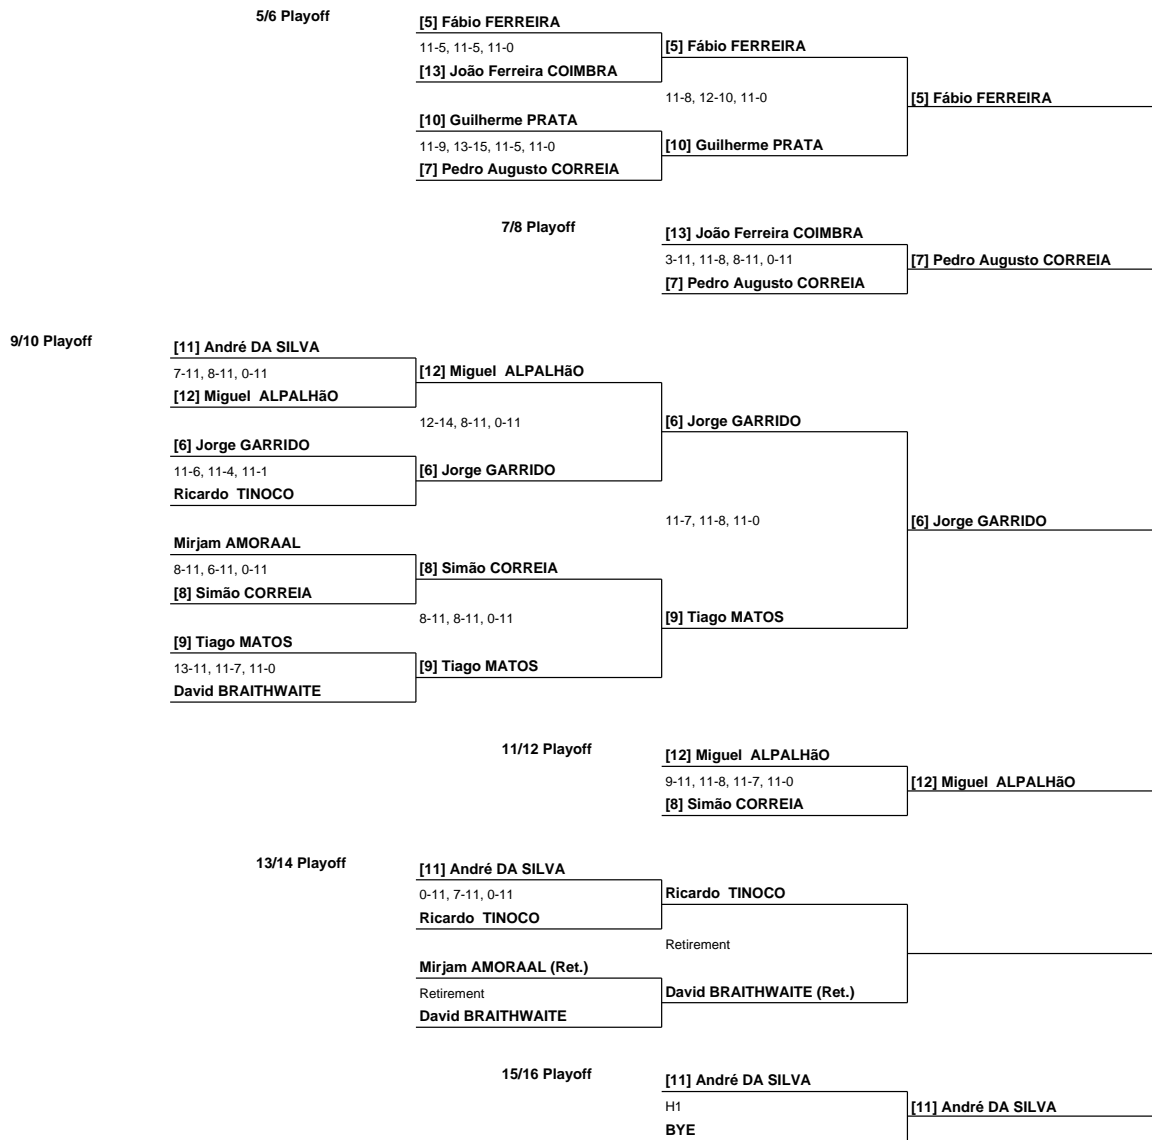 5/6 Playoff
[5] Fábio FERREIRA
11-5, 11-5, 11-0
[5] Fábio FERREIRA
[13] João Ferreira COIMBRA
11-8, 12-10, 11-0
[5] Fábio FERREIRA
[10] Guilherme PRATA
11-9, 13-15, 11-5, 11-0
[10] Guilherme PRATA
[7] Pedro Augusto CORREIA
7/8 Playoff
[13] João Ferreira COIMBRA
3-11, 11-8, 8-11, 0-11
[7] Pedro Augusto CORREIA
[7] Pedro Augusto CORREIA
9/10 Playoff
[11] André DA SILVA
7-11, 8-11, 0-11
[12] Miguel ALPALHãO
[12] Miguel ALPALHãO
12-14, 8-11, 0-11
[6] Jorge GARRIDO
[6] Jorge GARRIDO
11-6, 11-4, 11-1
[6] Jorge GARRIDO
Ricardo TINOCO
11-7, 11-8, 11-0
[6] Jorge GARRIDO
Mirjam AMORAAL
8-11, 6-11, 0-11
[8] Simão CORREIA
[8] Simão CORREIA
8-11, 8-11, 0-11
[9] Tiago MATOS
[9] Tiago MATOS
13-11, 11-7, 11-0
[9] Tiago MATOS
David BRAITHWAITE
11/12 Playoff
[12] Miguel ALPALHãO
9-11, 11-8, 11-7, 11-0
[12] Miguel ALPALHãO
[8] Simão CORREIA
13/14 Playoff
[11] André DA SILVA
0-11, 7-11, 0-11
Ricardo TINOCO
Ricardo TINOCO
Retirement
Mirjam AMORAAL (Ret.)
Retirement
David BRAITHWAITE (Ret.)
David BRAITHWAITE
15/16 Playoff
[11] André DA SILVA
H1
[11] André DA SILVA
BYE